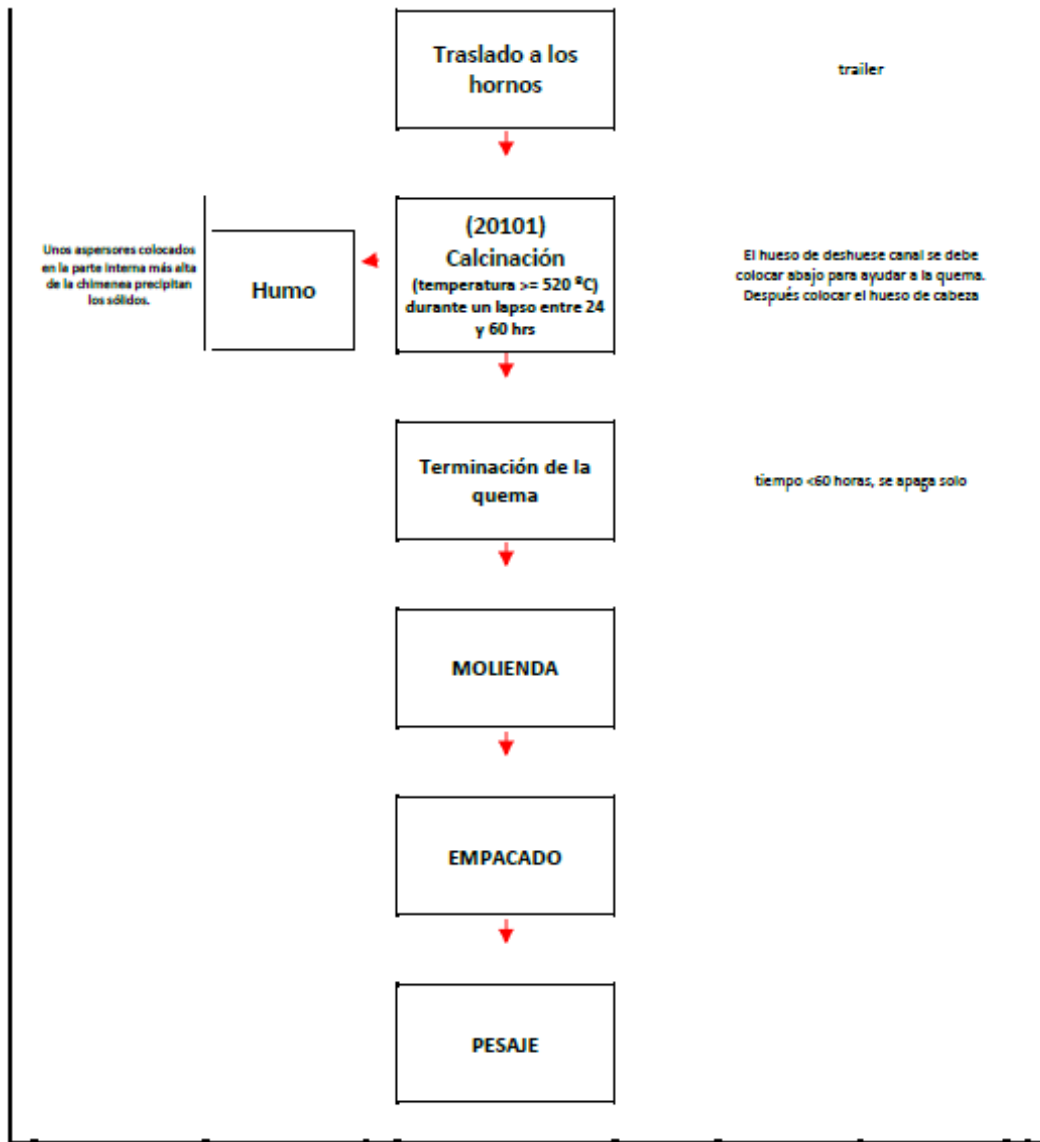 Traslado a los
hornos
trailer
Unos aspersores colocados
en la parte interna más alta
de la chimenea precipitan
los sólidos.
Humo
(20101)
Calcinación
(temperatura >= 520 ºC)
durante un lapso entre 24
y 60 hrs
El hueso de deshuese canal se debe
colocar abajo para ayudar a la quema.
Después colocar el hueso de cabeza
Terminación de la
quema
tiempo <60 horas, se apaga solo
MOLIENDA
EMPACADO
PESAJE